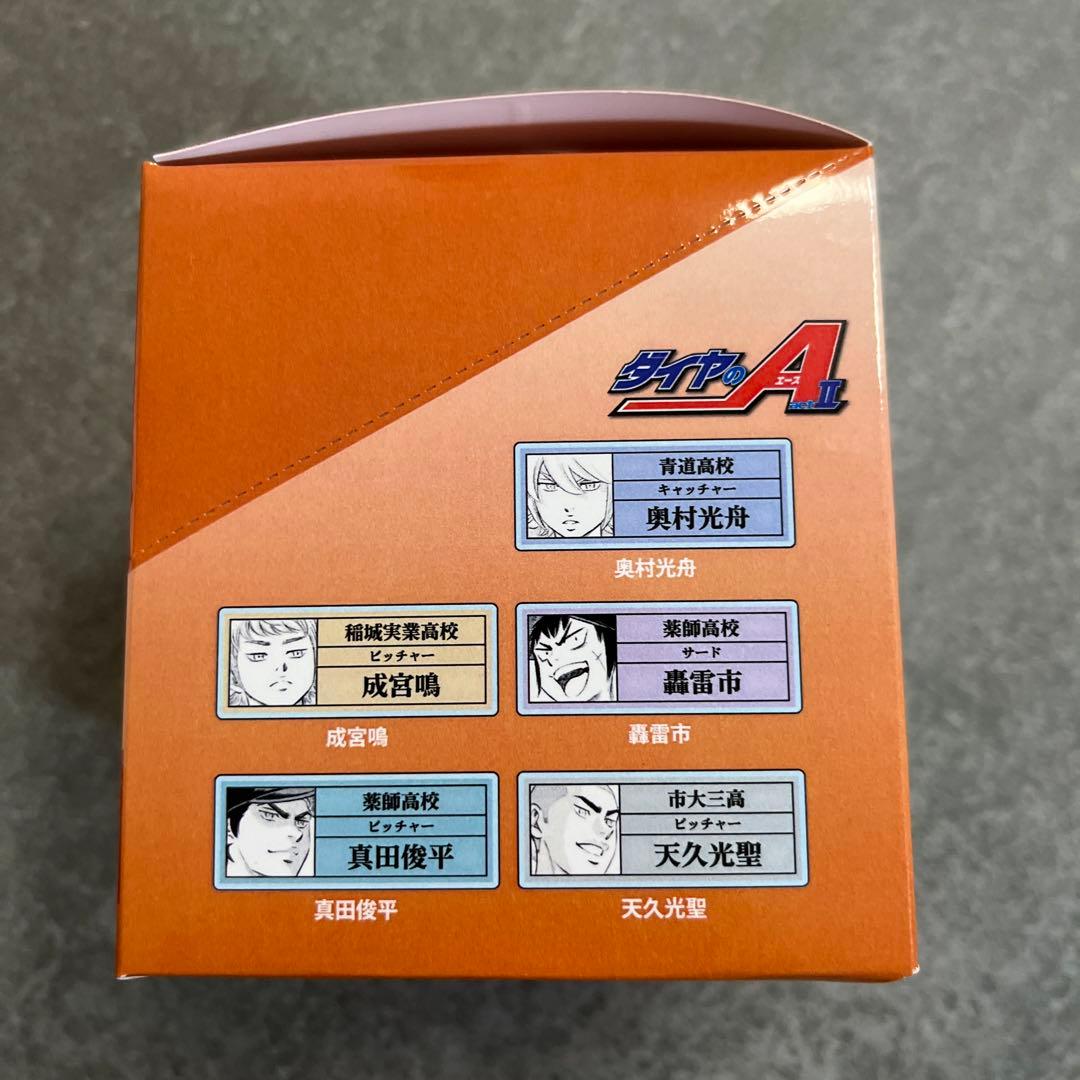 ダイヤのA
エース
act II
青道高校
キャッチャー
奥村光舟
奥村光舟
稲城実業高校
ピッチャー
成宮鳴
成宮鳴
薬師高校
サード
轟雷市
轟雷市
薬師高校
ピッチャー
真田俊平
真田俊平
市大三高
ピッチャー
天久光聖
天久光聖